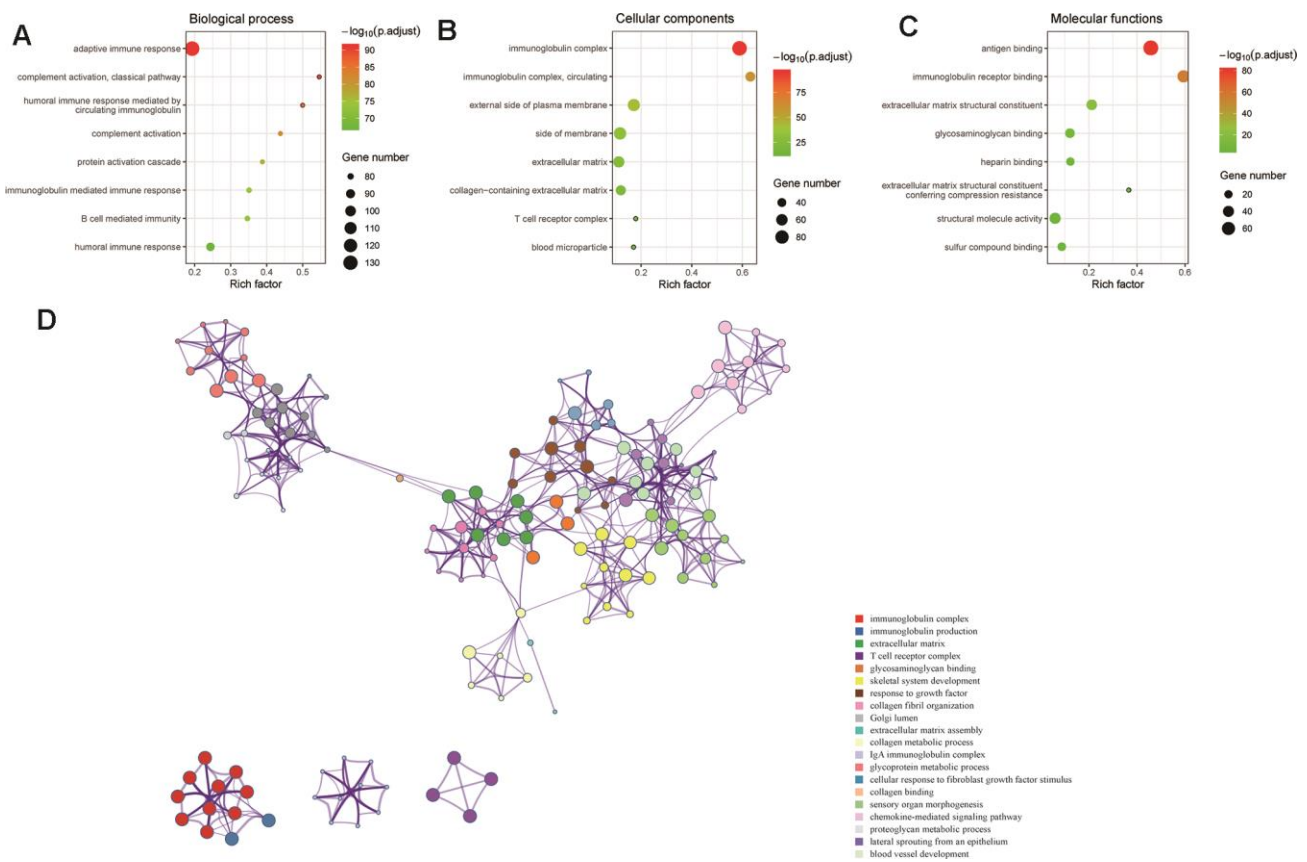 A
Biological process
adaptive immune response
complement activation, classical pathway
humoral immune response mediated by
circulating immunoglobulin
complement activation
protein activation cascade
immunoglobulin mediated immune response
B cell mediated immunity
humoral immune response
0.2 0.3 0.4 0.5
Rich factor
−log10(p.adjust)
90
85
80
75
70
Gene number
80
90
100
110
120
130
B
Cellular components
immunoglobulin complex
immunoglobulin complex, circulating
external side of plasma membrane
side of membrane
extracellular matrix
collagen−containing extracellular matrix
T cell receptor complex
blood microparticle
0.2 0.3 0.4 0.5 0.6
Rich factor
−log10(p.adjust)
75
50
25
Gene number
40
60
80
C
Molecular functions
antigen binding
immunoglobulin receptor binding
extracellular matrix structural constituent
glycosaminoglycan binding
heparin binding
extracellular matrix structural constituent
conferring compression resistance
structural molecule activity
sulfur compound binding
0.2 0.4 0.6
Rich factor
−log10(p.adjust)
80
60
40
20
Gene number
20
40
60
D
immunoglobulin complex
immunoglobulin production
extracellular matrix
T cell receptor complex
glycosaminoglycan binding
skeletal system development
response to growth factor
collagen fibril organization
Golgi lumen
extracellular matrix assembly
collagen metabolic process
IgA immunoglobulin complex
glycoprotein metabolic process
cellular response to fibroblast growth factor stimulus
collagen binding
sensory organ morphogenesis
chemokine-mediated signaling pathway
proteoglycan metabolic process
lateral sprouting from an epithelium
blood vessel development